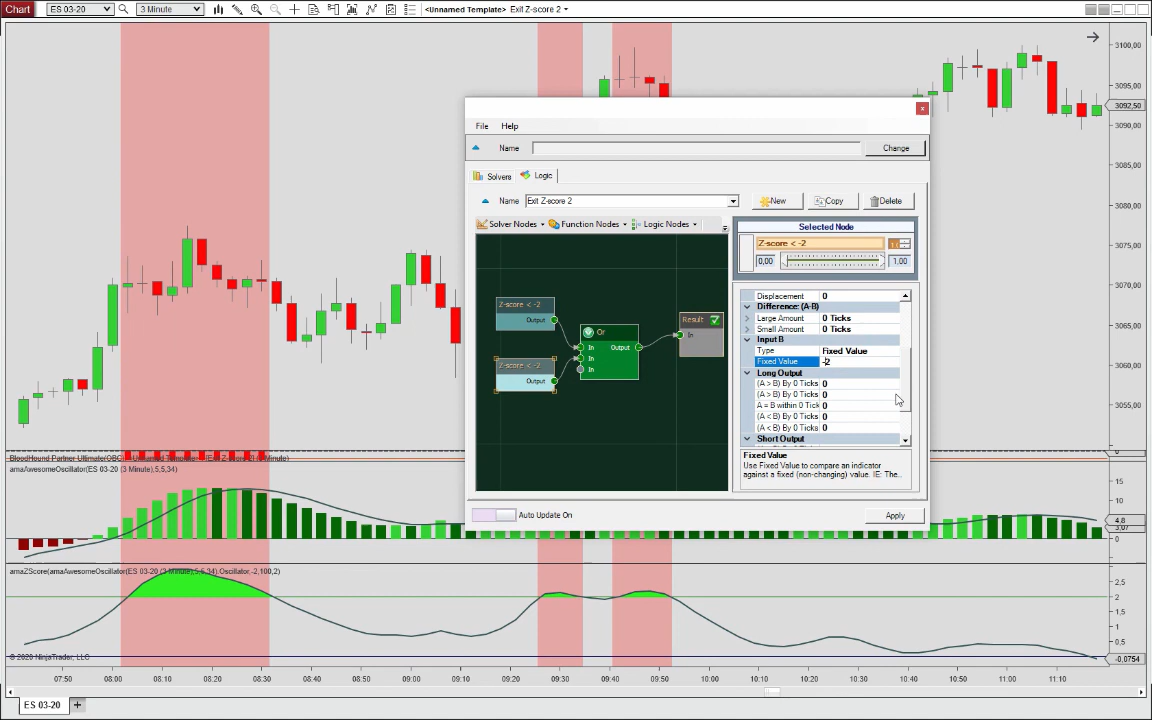 Chart ES 03-20 3 Minute <Unnamed Template> Exit Z-score 2
3100,00
3095,00
3092,50
3090,00
3085,00
3080,00
3075,00
3070,00
3065,00
3060,00
3055,00
File Help
Name Change
Solvers Logic
Name Exit Z-score 2 New Copy Delete
Solver Nodes Function Nodes Logic Nodes
Selected Node
Z-score < -2
0,00 1,00
Z-score < -2
Output
Z-score < -2
Output
Or
In Output
In
In
Result
In
Displacement 0
Difference: (A-B)
Large Amount 0 Ticks
Small Amount 0 Ticks
Input B
Type Fixed Value
Fixed Value -2
Long Output
(A > B) By 0 Ticks 0
(A > B) By 0 Ticks 0
A = B within 0 Tick 0
(A < B) By 0 Ticks 0
(A < B) By 0 Ticks 0
Short Output
Fixed Value
Use Fixed Value to compare an indicator
against a fixed (non-changing) value. IE: The...
Auto Update On Apply
amaAwesomeOscillator(ES 03-20 (3 Minute),5,5,34)
15
10
4,8
0
amaZScore(amaAwesomeOscillator(ES 03-20 (3 Minute),5,5,34).Oscillator,-2,100,2)
2,5
2
1,5
1
0,5
-0,0754
© 2020 NinjaTrader, LLC
07:50 08:00 08:10 08:20 08:30 08:40 08:50 09:00 09:10 09:20 09:30 09:40 09:50 10:00 10:10 10:20 10:30 10:40 10:50 11:00 11:10
ES 03-20